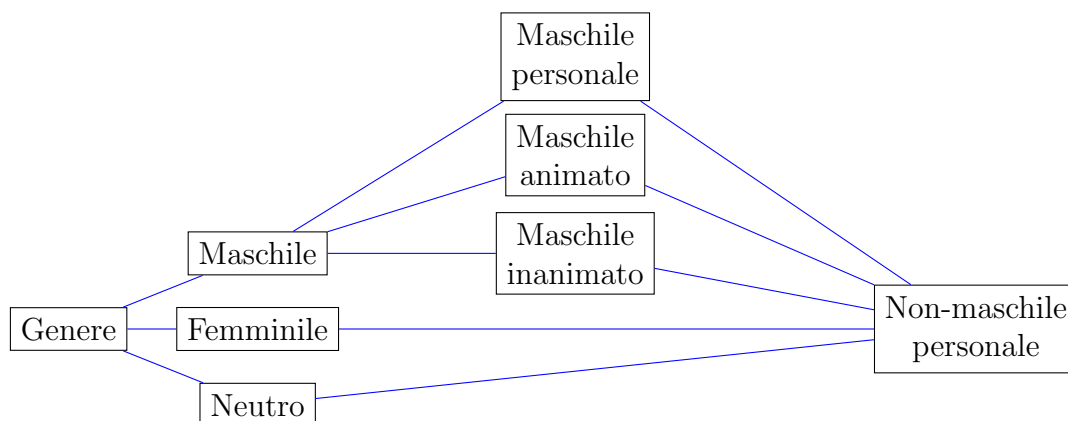 Maschile
personale
Maschile
animato
Maschile
inanimato
Maschile
Genere
Femminile
Neutro
Non-maschile
personale